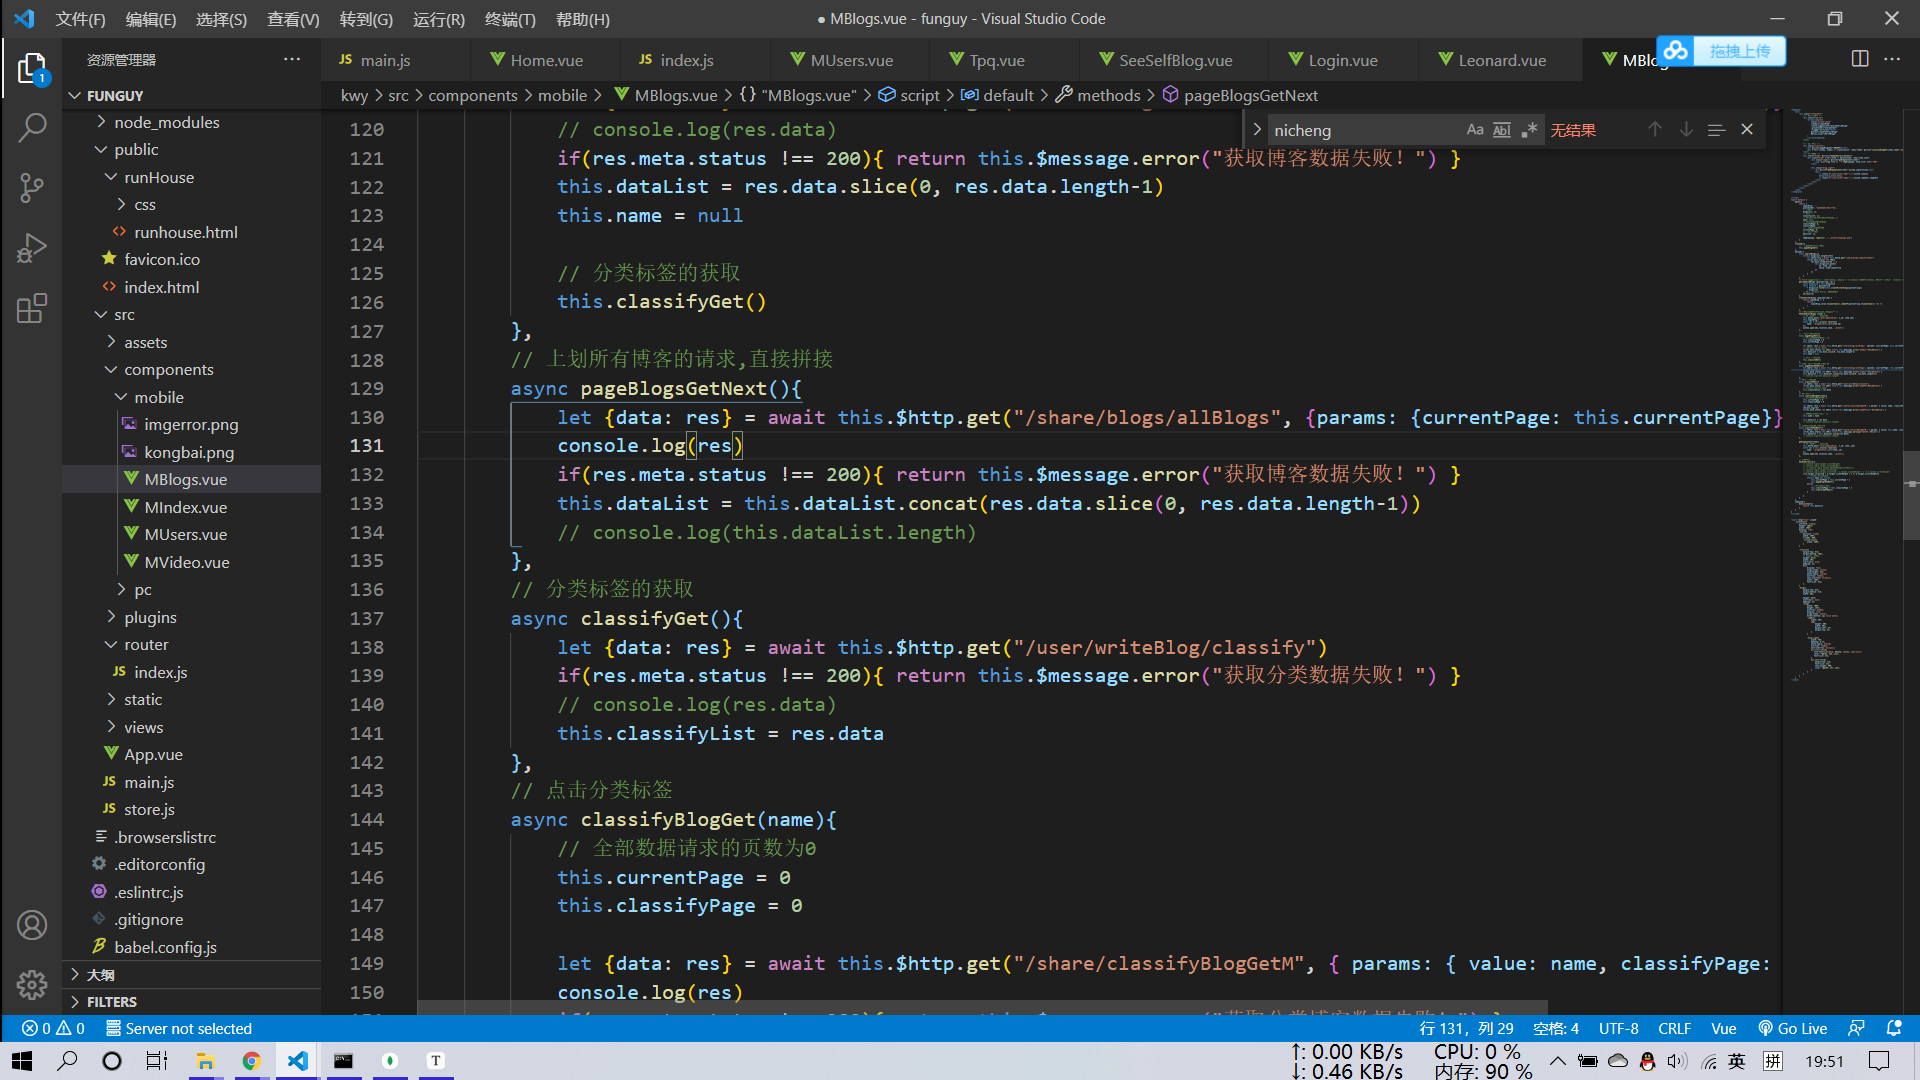 文件(F) 编辑(E) 选择(S) 查看(V) 转到(G) 运行(R) 终端(T) 帮助(H) ● MBlogs.vue - funguy - Visual Studio Code
资源管理器 ···
JS main.js Home.vue JS index.js MUsers.vue Tpq.vue SeeSelfBlog.vue Login.vue Leonard.vue MBlog 拖拽上传
kwy > src > components > mobile > MBlogs.vue > {} "MBlogs.vue" > script > default > methods > pageBlogsGetNext
nicheng Aa Abl .* 无结果
1
FUNGUY
node_modules
public
runHouse
css
runhouse.html
favicon.ico
index.html
src
assets
components
mobile
imgerror.png
kongbai.png
MBlogs.vue
MIndex.vue
MUsers.vue
MVideo.vue
pc
plugins
router
JS index.js
static
views
App.vue
JS main.js
JS store.js
.browserslistrc
.editorconfig
.eslintrc.js
.gitignore
babel.config.js
大纲
FILTERS
120 // console.log(res.data)
121 if(res.meta.status !== 200){ return this.$message.error("获取博客数据失败！") }
122 this.dataList = res.data.slice(0, res.data.length-1)
123 this.name = null
124
125 // 分类标签的获取
126 this.classifyGet()
127 },
128 // 上划所有博客的请求,直接拼接
129 async pageBlogsGetNext(){
130 let {data: res} = await this.$http.get("/share/blogs/allBlogs", {params: {currentPage: this.currentPage}}
131 console.log(res)
132 if(res.meta.status !== 200){ return this.$message.error("获取博客数据失败！") }
133 this.dataList = this.dataList.concat(res.data.slice(0, res.data.length-1))
134 // console.log(this.dataList.length)
135 },
136 // 分类标签的获取
137 async classifyGet(){
138 let {data: res} = await this.$http.get("/user/writeBlog/classify")
139 if(res.meta.status !== 200){ return this.$message.error("获取分类数据失败！") }
140 // console.log(res.data)
141 this.classifyList = res.data
142 },
143 // 点击分类标签
144 async classifyBlogGet(name){
145 // 全部数据请求的页数为0
146 this.currentPage = 0
147 this.classifyPage = 0
148
149 let {data: res} = await this.$http.get("/share/classifyBlogGetM", { params: { value: name, classifyPage:
150 console.log(res)
0 0 Server not selected 行 131，列 29 空格: 4 UTF-8 CRLF Vue Go Live
↑: 0.00 KB/s CPU: 0 %
↓: 0.46 KB/s 内存: 90 %
T 英 拼 19:51